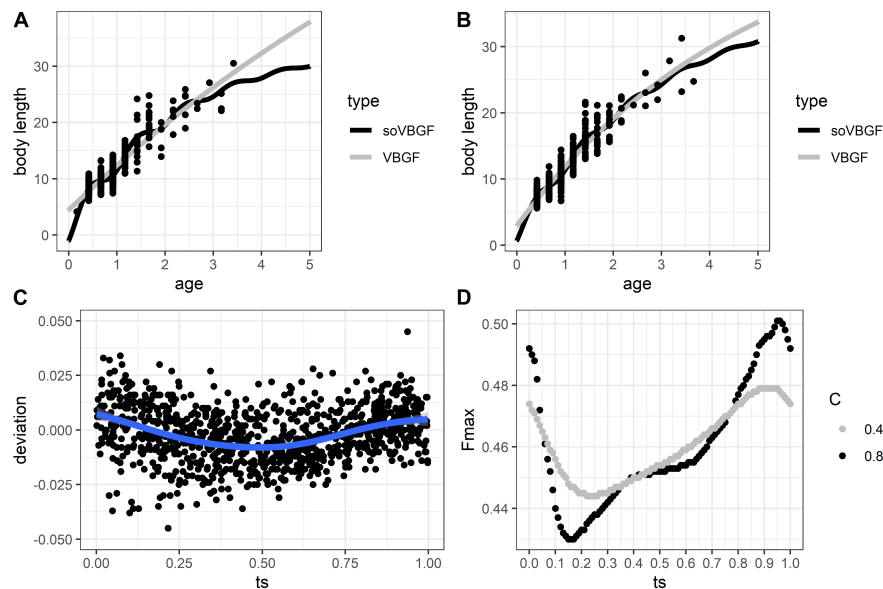 A
B
30
20
10
0
body length
0 1 2 3 4 5
age
type
soVBGF
VBGF
30
20
10
0
body length
0 1 2 3 4 5
age
type
soVBGF
VBGF
C
D
0.050
0.025
0.000
-0.025
-0.050
deviation
0.00 0.25 0.50 0.75 1.00
ts
0.50
0.48
0.46
0.44
Fmax
0.0 0.1 0.2 0.3 0.4 0.5 0.6 0.7 0.8 0.9 1.0
ts
C
0.4
0.8